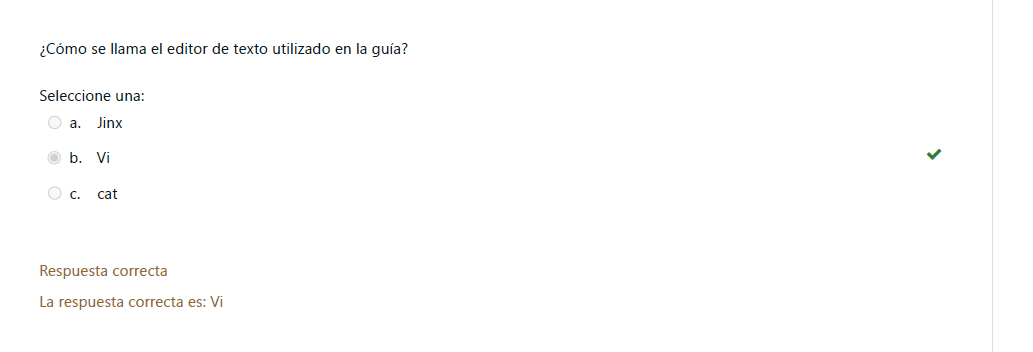 ¿Cómo se llama el editor de texto utilizado en la guía?
Seleccione una:
a. Jinx
b. Vi
c. cat
Respuesta correcta
La respuesta correcta es: Vi